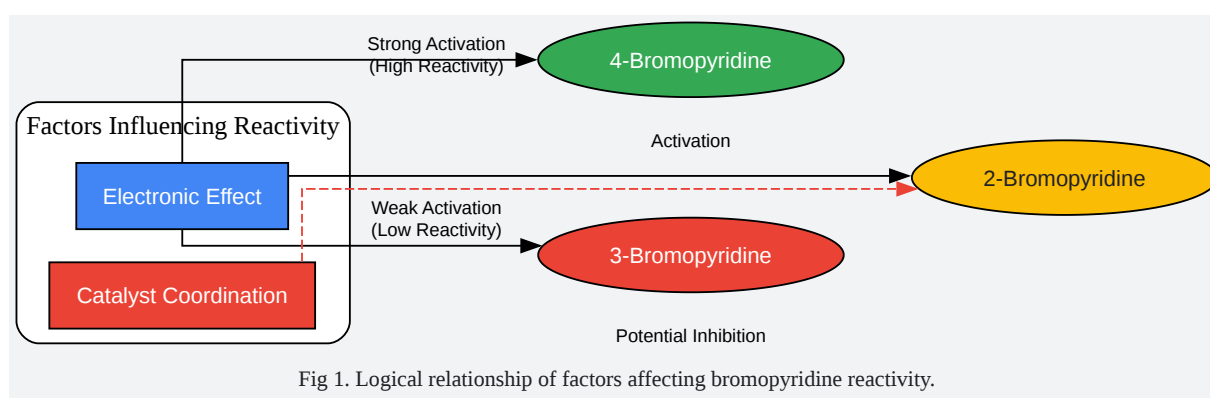 Strong Activation
(High Reactivity)
4-Bromopyridine
Factors Influencing Reactivity
Activation
Electronic Effect
2-Bromopyridine
Weak Activation
(Low Reactivity)
3-Bromopyridine
Catalyst Coordination
Potential Inhibition
Fig 1. Logical relationship of factors affecting bromopyridine reactivity.